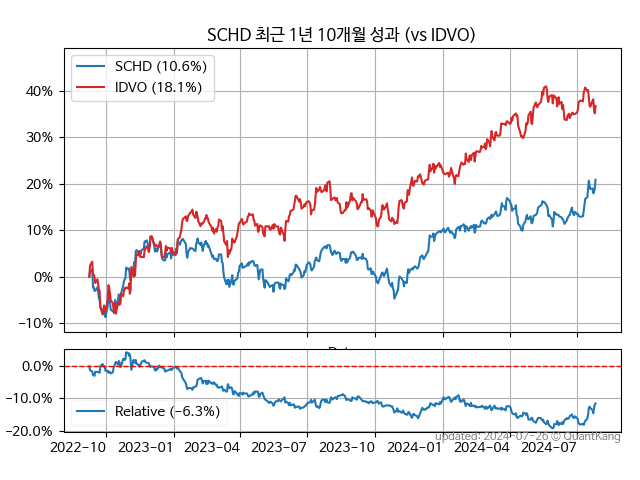 SCHD 최근 1년 10개월 성과 (vs IDVO)
SCHD (10.6%)
IDVO (18.1%)
40%
30%
20%
10%
0%
−10%
0.0%
−10.0%
−20.0%
Relative (−6.3%)
2022-10 2023-01 2023-04 2023-07 2023-10 2024-01 2024-04 2024-07
updated: 2024-07-26 © QuantKang